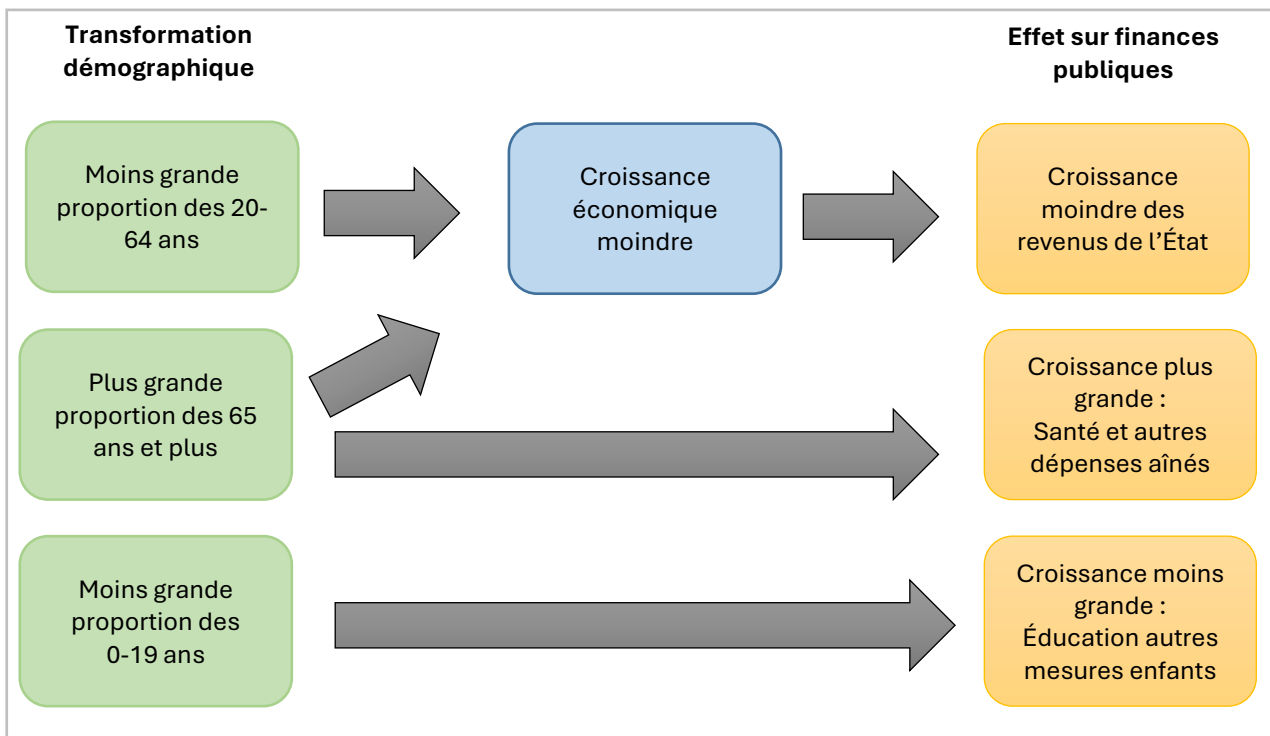 Transformation
démographique
Effet sur finances
publiques
Moins grande
proportion des 20-
64 ans
Croissance
économique
moindre
Croissance
moindre des
revenus de l’État
Plus grande
proportion des 65
ans et plus
Croissance plus
grande :
Santé et autres
dépenses aînés
Moins grande
proportion des
0-19 ans
Croissance moins
grande :
Éducation autres
mesures enfants